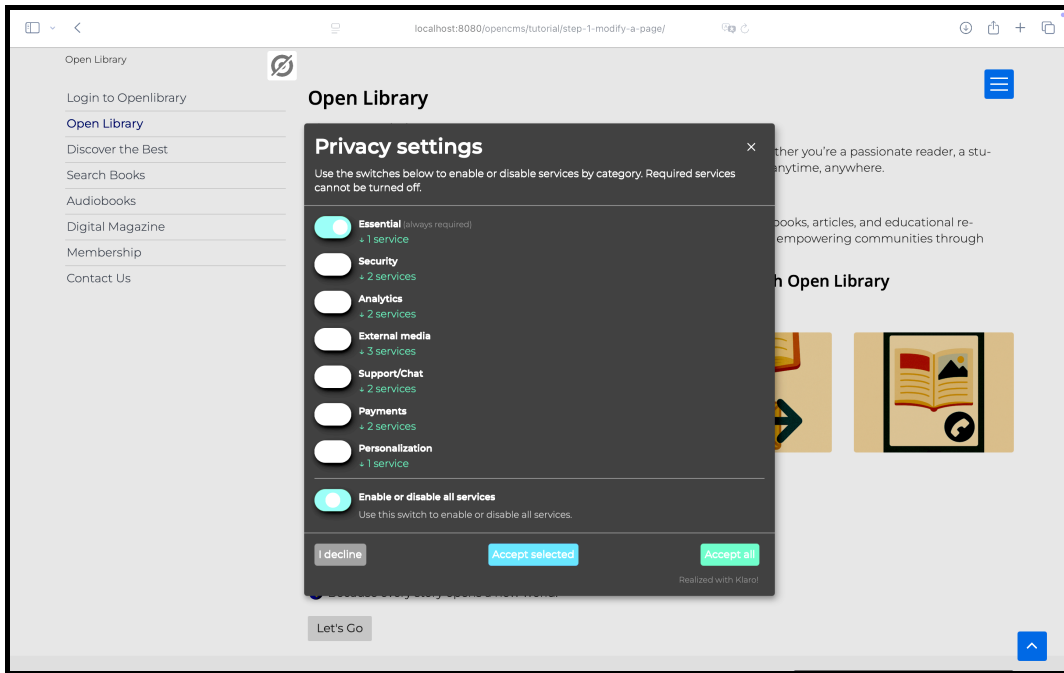 localhost:8080/opencms/tutorial/step-1-modify-a-page/
Open Library
Login to Openlibrary
Open Library
Discover the Best
Search Books
Audiobooks
Digital Magazine
Membership
Contact Us
Open Library
ther you're a passionate reader, a stu-
anytime, anywhere.
books, articles, and educational re-
empowering communities through
h Open Library
Privacy settings
Use the switches below to enable or disable services by category. Required services
cannot be turned off.
Essential (always required)
↓ 1 service
Security
↓ 2 services
Analytics
↓ 2 services
External media
↓ 3 services
Support/Chat
↓ 2 services
Payments
↓ 2 services
Personalization
↓ 1 service
Enable or disable all services
Use this switch to enable or disable all services.
I decline
Accept selected
Accept all
Realized with Klaro!
Because every story opens a new world.
Let's Go